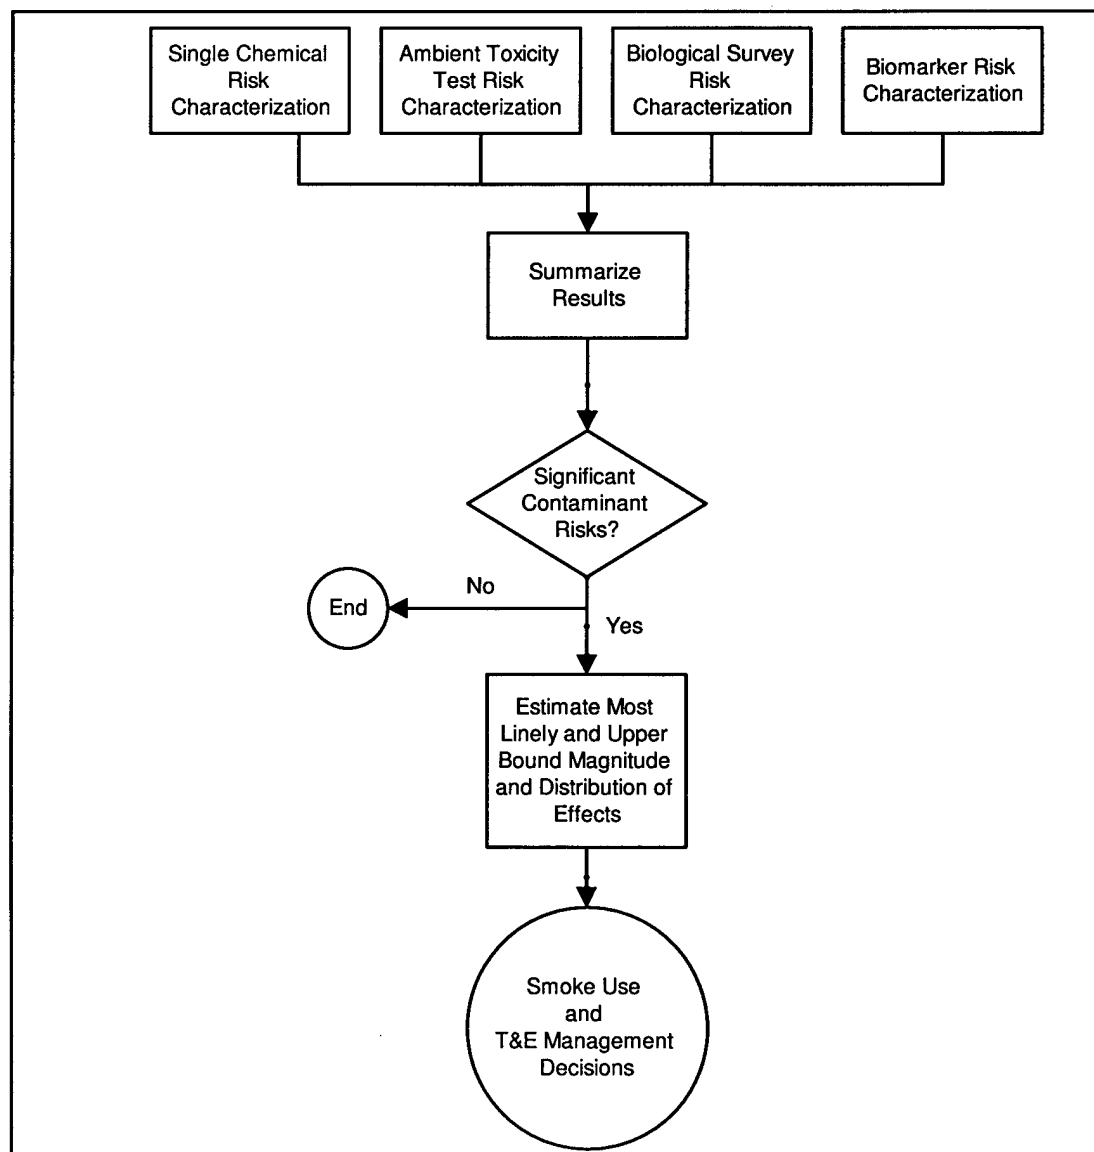 Single Chemical
Risk
Characterization
Ambient Toxicity
Test Risk
Characterization
Biological Survey
Risk
Characterization
Biomarker Risk
Characterization
Summarize
Results
Significant
Contaminant
Risks?
No
End
Yes
Estimate Most
Linely and Upper
Bound Magnitude
and Distribution of
Effects
Smoke Use
and
T&E Management
Decisions